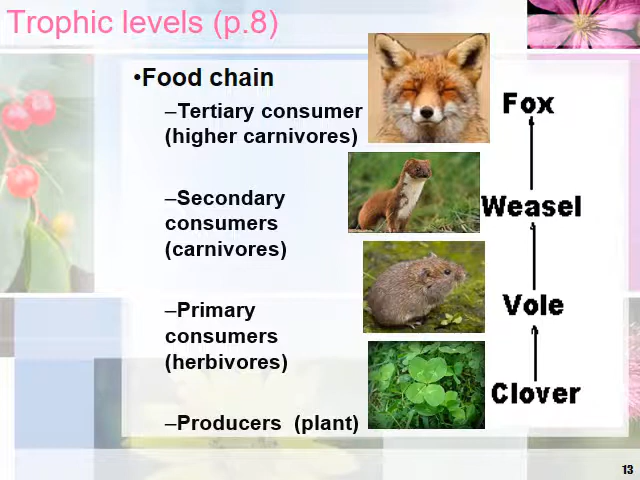 Trophic levels (p.8)
•Food chain
–Tertiary consumer
(higher carnivores)
–Secondary
consumers
(carnivores)
–Primary
consumers
(herbivores)
–Producers (plant)
Fox
Weasel
Vole
Clover
13